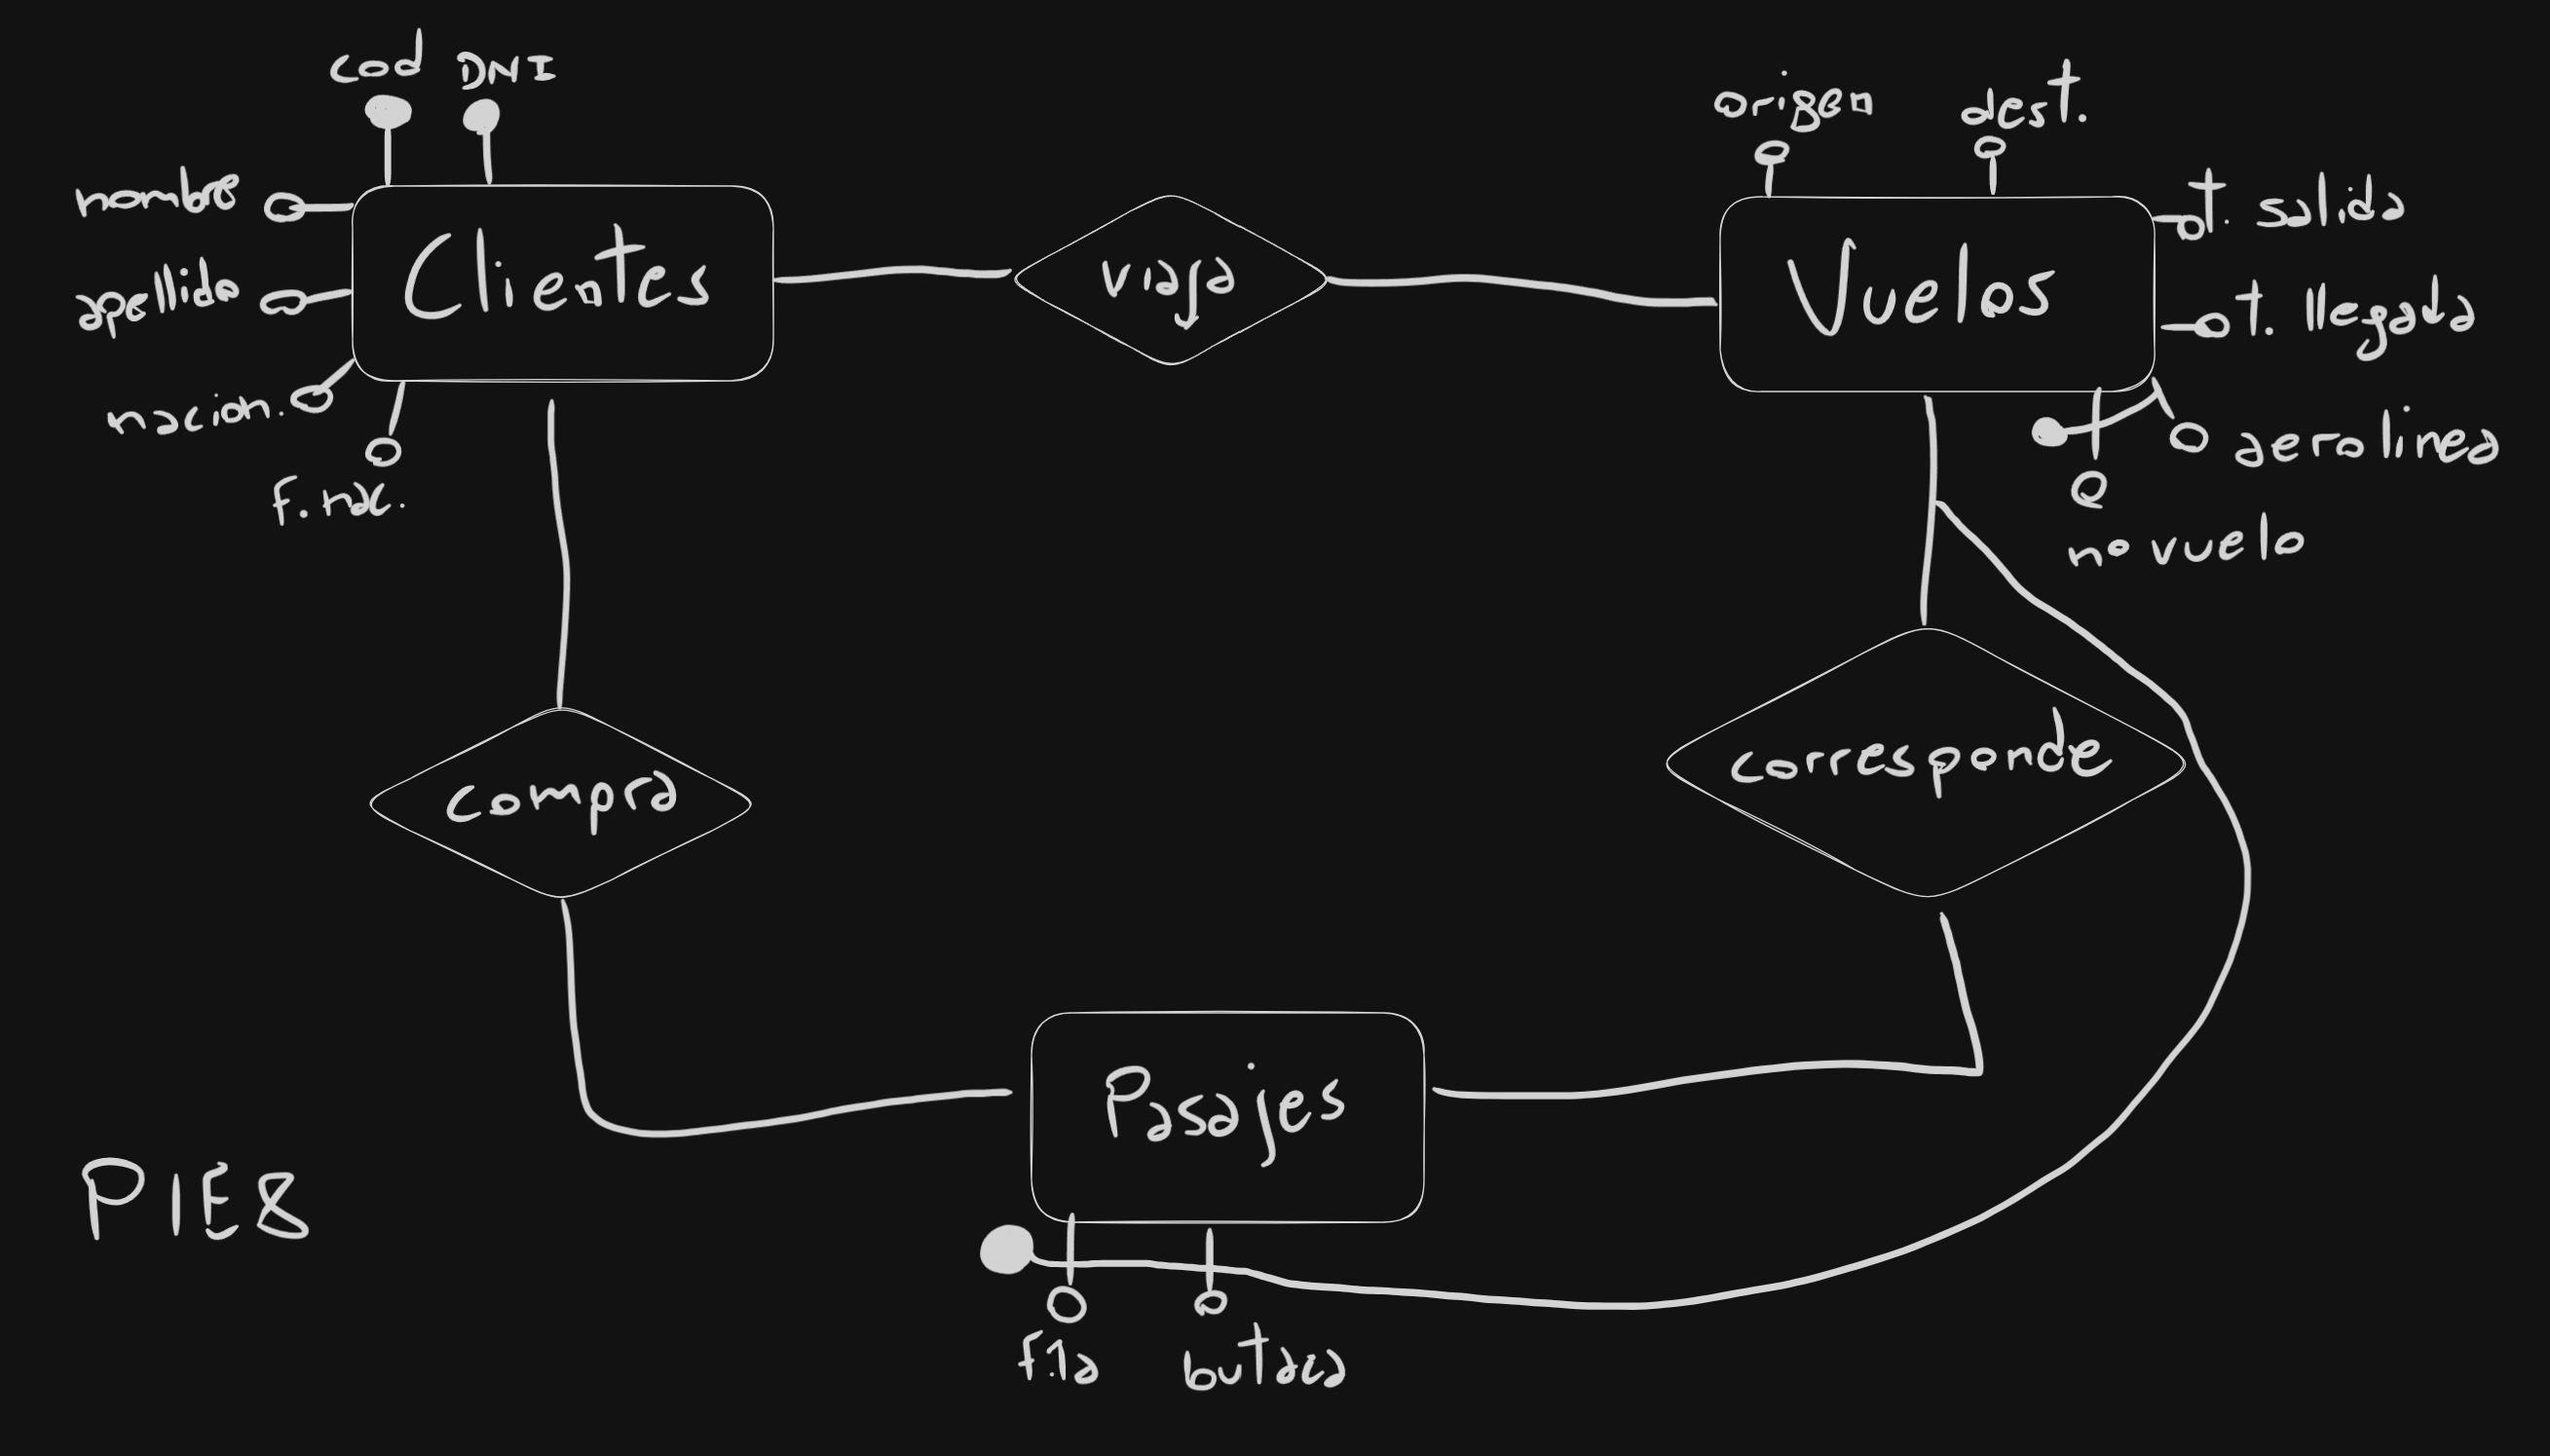 cod DNI
origen dest.
nombre
t. salida
Clientes
viaja
Vuelos
apellido
t. llegada
nacion.
aerolinea
f. nac.
no vuelo
corresponde
compra
Pasajes
P1E8
fila butaca